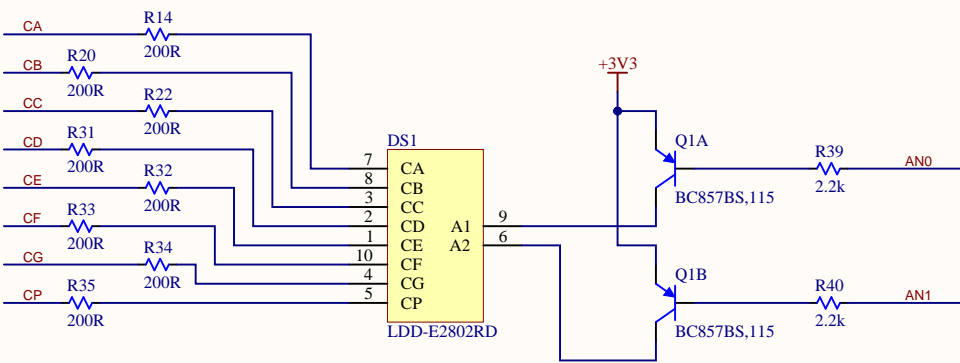 CA
R14
200R
CB
R20
200R
CC
R22
200R
CD
R31
200R
CE
R32
200R
CF
R33
200R
CG
R34
200R
CP
R35
200R
DS1
7 CA
8 CB
3 CC
2 CD
1 CE
10 CF
4 CG
5 CP
A1 9
A2 6
LDD-E2802RD
+3V3
Q1A
BC857BS,115
R39
2.2k
AN0
Q1B
BC857BS,115
R40
2.2k
AN1